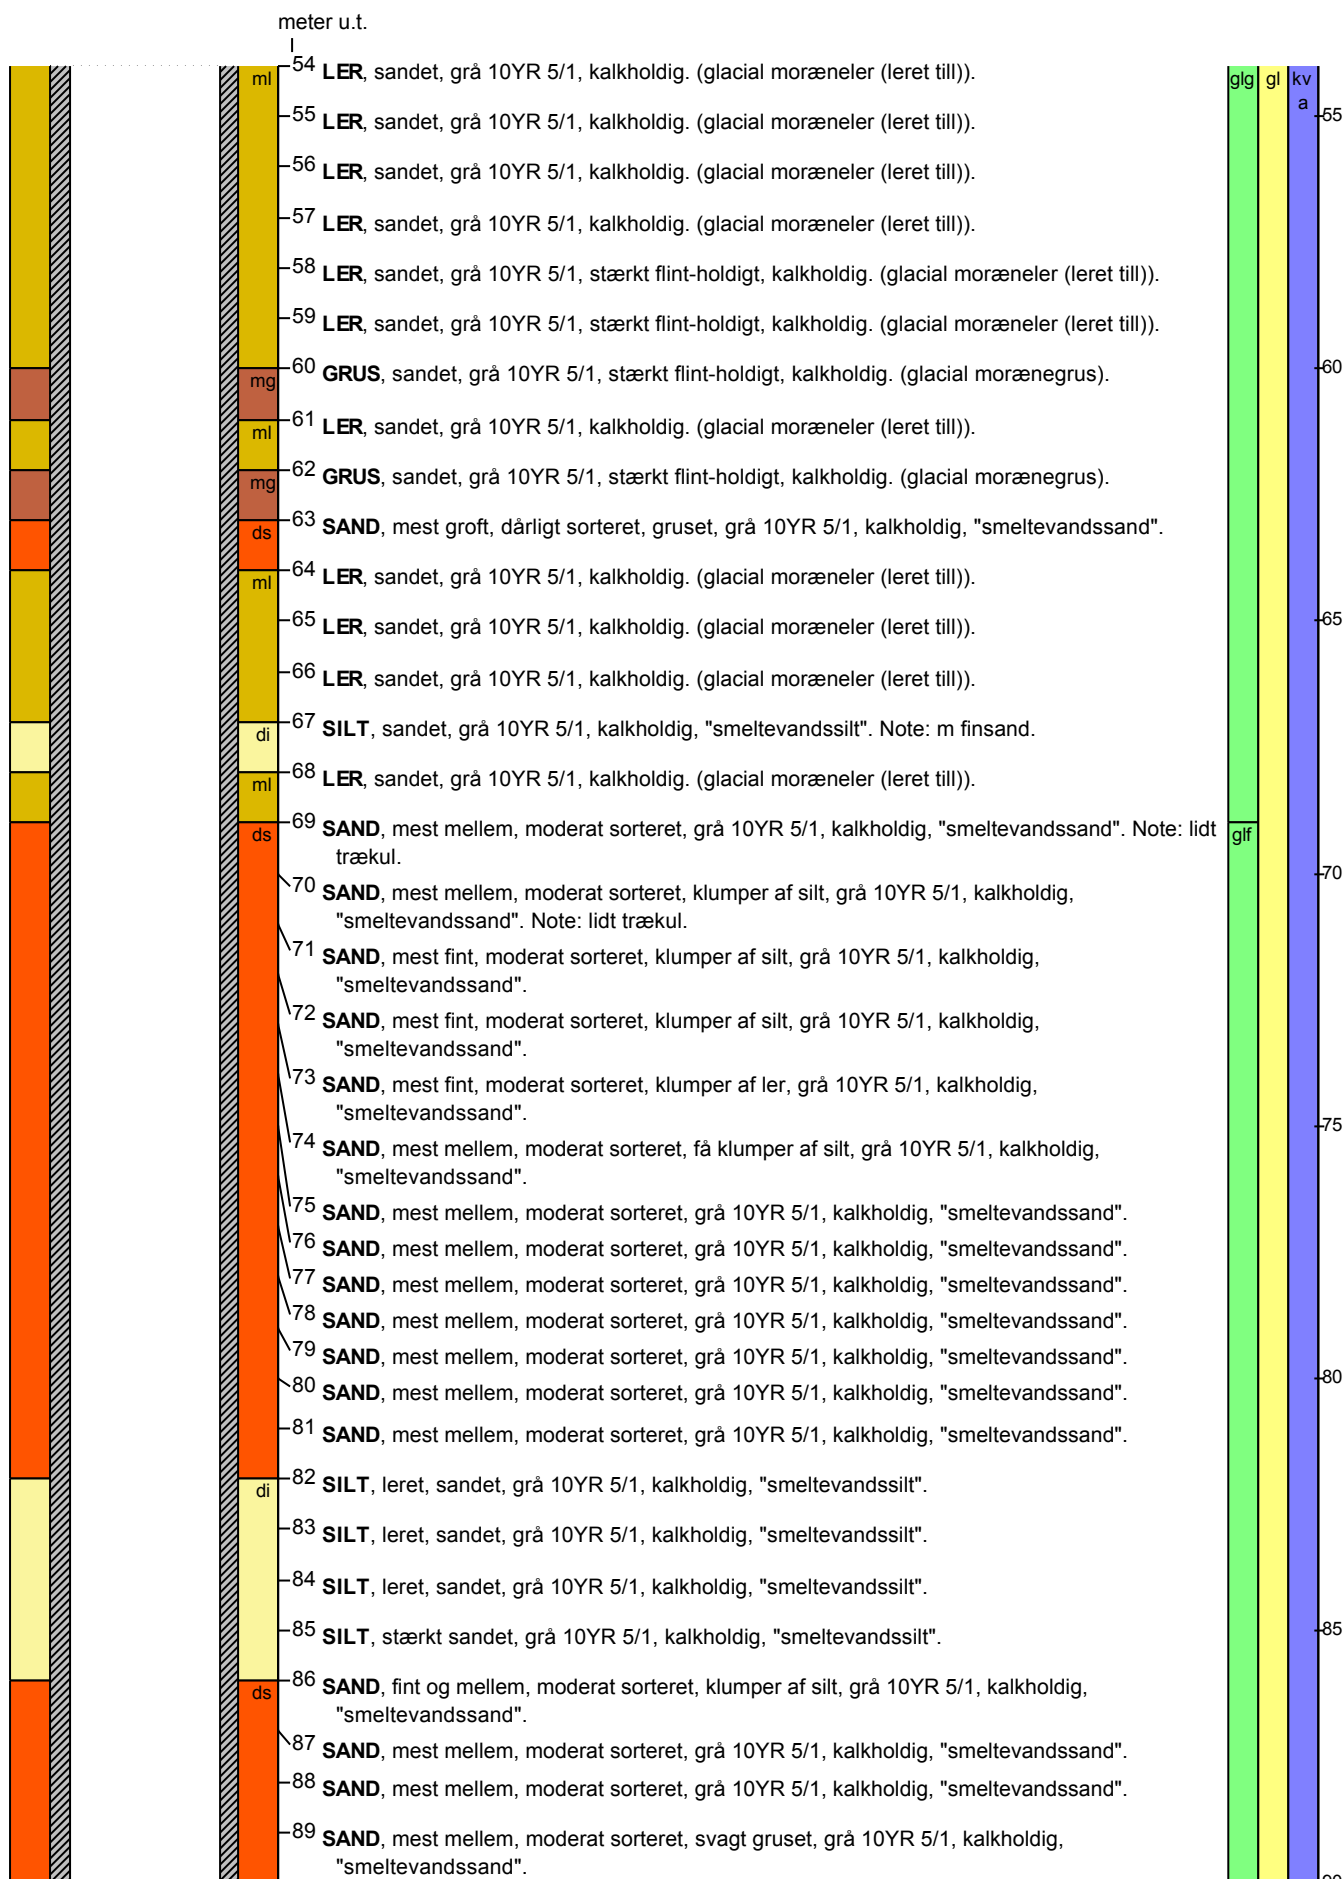 meter u.t.
ml 54 LER, sandet, grå 10YR 5/1, kalkholdig. (glacial moræneler (leret till)). glg gl kv
a
55 LER, sandet, grå 10YR 5/1, kalkholdig. (glacial moræneler (leret till)). 55
56 LER, sandet, grå 10YR 5/1, kalkholdig. (glacial moræneler (leret till)).
57 LER, sandet, grå 10YR 5/1, kalkholdig. (glacial moræneler (leret till)).
58 LER, sandet, grå 10YR 5/1, stærkt flint-holdigt, kalkholdig. (glacial moræneler (leret till)).
59 LER, sandet, grå 10YR 5/1, stærkt flint-holdigt, kalkholdig. (glacial moræneler (leret till)).
mg 60 GRUS, sandet, grå 10YR 5/1, stærkt flint-holdigt, kalkholdig. (glacial morænegrus). 60
ml 61 LER, sandet, grå 10YR 5/1, kalkholdig. (glacial moræneler (leret till)).
mg 62 GRUS, sandet, grå 10YR 5/1, stærkt flint-holdigt, kalkholdig. (glacial morænegrus).
ds 63 SAND, mest groft, dårligt sorteret, gruset, grå 10YR 5/1, kalkholdig, "smeltevandssand".
ml 64 LER, sandet, grå 10YR 5/1, kalkholdig. (glacial moræneler (leret till)).
65 LER, sandet, grå 10YR 5/1, kalkholdig. (glacial moræneler (leret till)). 65
66 LER, sandet, grå 10YR 5/1, kalkholdig. (glacial moræneler (leret till)).
di 67 SILT, sandet, grå 10YR 5/1, kalkholdig, "smeltevandssilt". Note: m finsand.
ml 68 LER, sandet, grå 10YR 5/1, kalkholdig. (glacial moræneler (leret till)).
ds 69 SAND, mest mellem, moderat sorteret, grå 10YR 5/1, kalkholdig, "smeltevandssand". Note: lidt glf
trækul.
70 SAND, mest mellem, moderat sorteret, klumper af silt, grå 10YR 5/1, kalkholdig, 70
"smeltevandssand". Note: lidt trækul.
71 SAND, mest fint, moderat sorteret, klumper af silt, grå 10YR 5/1, kalkholdig,
"smeltevandssand".
72 SAND, mest fint, moderat sorteret, klumper af silt, grå 10YR 5/1, kalkholdig,
"smeltevandssand".
73 SAND, mest fint, moderat sorteret, klumper af ler, grå 10YR 5/1, kalkholdig,
"smeltevandssand".
74 SAND, mest mellem, moderat sorteret, få klumper af silt, grå 10YR 5/1, kalkholdig, 75
"smeltevandssand".
75 SAND, mest mellem, moderat sorteret, grå 10YR 5/1, kalkholdig, "smeltevandssand".
76 SAND, mest mellem, moderat sorteret, grå 10YR 5/1, kalkholdig, "smeltevandssand".
77 SAND, mest mellem, moderat sorteret, grå 10YR 5/1, kalkholdig, "smeltevandssand".
78 SAND, mest mellem, moderat sorteret, grå 10YR 5/1, kalkholdig, "smeltevandssand".
79 SAND, mest mellem, moderat sorteret, grå 10YR 5/1, kalkholdig, "smeltevandssand".
80 SAND, mest mellem, moderat sorteret, grå 10YR 5/1, kalkholdig, "smeltevandssand". 80
81 SAND, mest mellem, moderat sorteret, grå 10YR 5/1, kalkholdig, "smeltevandssand".
di 82 SILT, leret, sandet, grå 10YR 5/1, kalkholdig, "smeltevandssilt".
83 SILT, leret, sandet, grå 10YR 5/1, kalkholdig, "smeltevandssilt".
84 SILT, leret, sandet, grå 10YR 5/1, kalkholdig, "smeltevandssilt".
85 SILT, stærkt sandet, grå 10YR 5/1, kalkholdig, "smeltevandssilt". 85
ds 86 SAND, fint og mellem, moderat sorteret, klumper af silt, grå 10YR 5/1, kalkholdig,
"smeltevandssand".
87 SAND, mest mellem, moderat sorteret, grå 10YR 5/1, kalkholdig, "smeltevandssand".
88 SAND, mest mellem, moderat sorteret, grå 10YR 5/1, kalkholdig, "smeltevandssand".
89 SAND, mest mellem, moderat sorteret, svagt gruset, grå 10YR 5/1, kalkholdig,
"smeltevandssand".